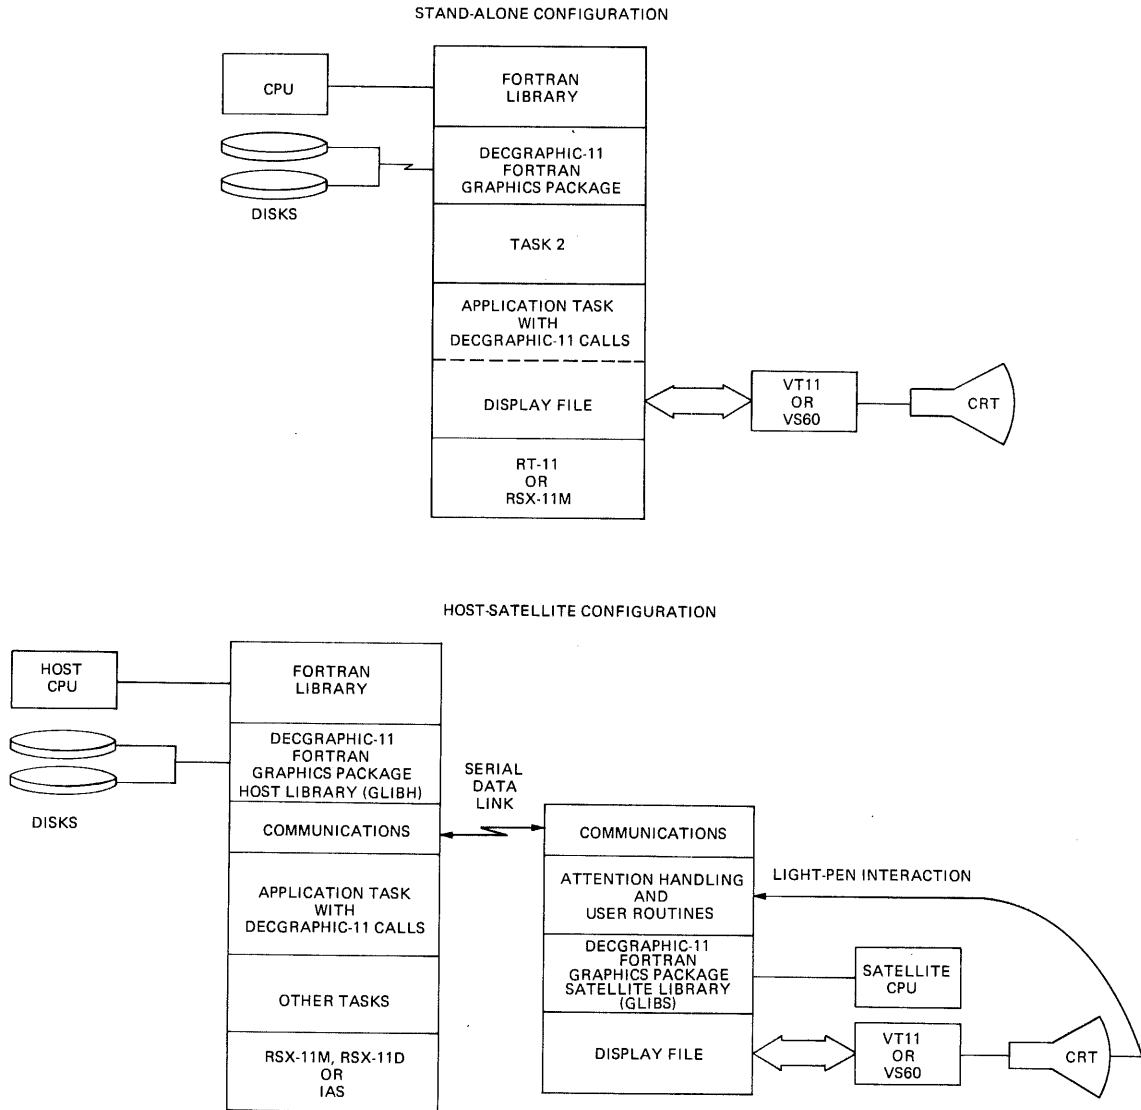 STAND-ALONE CONFIGURATION
CPU
DISKS
FORTRAN
LIBRARY
DECGRAPHIC-11
FORTRAN
GRAPHICS PACKAGE
TASK 2
APPLICATION TASK
WITH
DECGRAPHIC-11 CALLS
DISPLAY FILE
RT-11
OR
RSX-11M
VT11
OR
VS60
CRT
HOST-SATELLITE CONFIGURATION
HOST
CPU
DISKS
FORTRAN
LIBRARY
DECGRAPHIC-11
FORTRAN
GRAPHICS PACKAGE
HOST LIBRARY (GLIBH)
COMMUNICATIONS
APPLICATION TASK
WITH
DECGRAPHIC-11 CALLS
OTHER TASKS
RSX-11M, RSX-11D
OR
IAS
SERIAL
DATA
LINK
COMMUNICATIONS
ATTENTION HANDLING
AND
USER ROUTINES
DECGRAPHIC-11
FORTRAN
GRAPHICS PACKAGE
SATELLITE LIBRARY
(GLIBS)
DISPLAY FILE
LIGHT-PEN INTERACTION
SATELLITE
CPU
VT11
OR
VS60
CRT